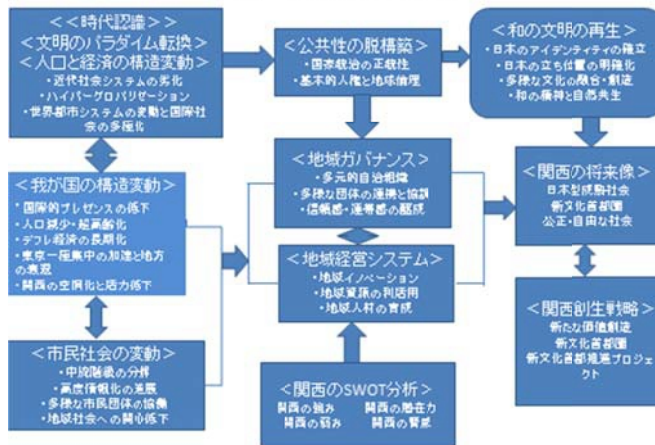 <<時代認識>>
<文明のパラダイム転換>
<人口と経済の構造変動>
・近代社会システムの劣化
・ハイパーグロバリゼーション
・世界都市システムの変動と国際社
会の多極化
<公共性の脱構築>
・国家統治の正統性
・基本的人権と地球倫理
<和の文明の再生>
・日本のアイデンティティの確立
・日本の立ち位置の明確化
・多様な文化の融合・創造
・和の精神と自然共生
<我が国の構造変動>
・国際的プレゼンスの低下
・人口減少・超高齢化
・デフレ経済の長期化
・東京一極集中の加速と地方
の衰退
・関西の空洞化と活力低下
<地域ガバナンス>
・多元的自治組織
・多様な団体の連携と協調
・信頼感・連帯感の醸成
<関西の将来像>
日本型成熟社会
新文化首都圏
公正・自由な社会
<地域経営システム>
・地域イノベーション
・地域資源の利活用
・地域人材の育成
<市民社会の変動>
・中流階級の分解
・高度情報化の進展
・多様な市民団体の協働
・地域社会への関心低下
<関西のSWOT分析>
関西の強み 関西の潜在力
関西の弱み 関西の脅威
<関西創生戦略>
新たな価値創造
新文化首都圏
新文化首都推進プロジェ
クト